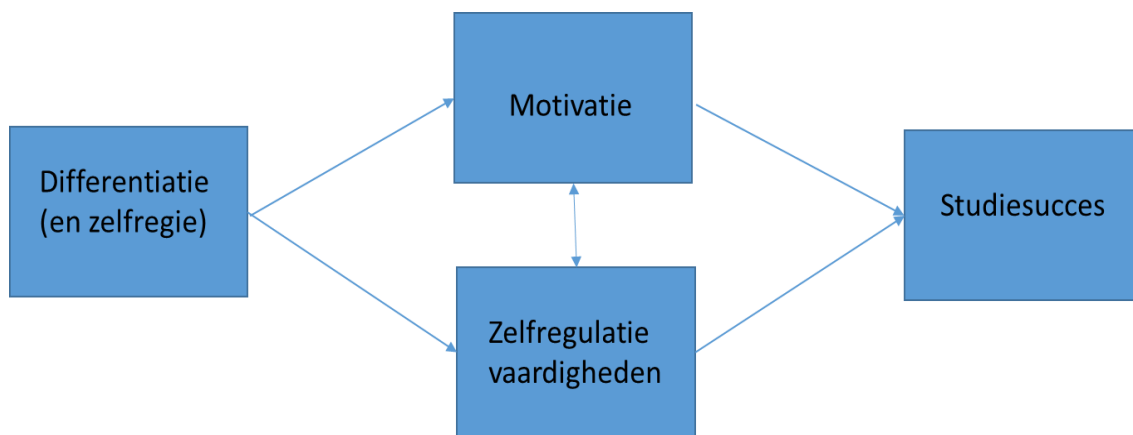 Motivatie
Differentiatie
(en zelfregie)
Studiesucces
Zelfregulatie
vaardigheden